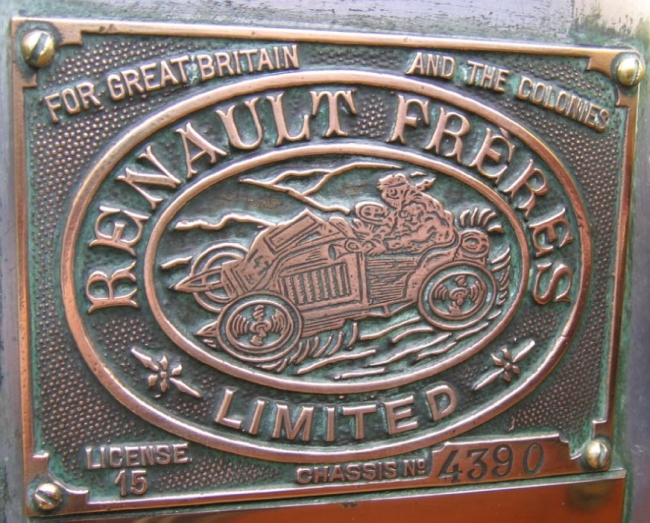 FOR GREAT BRITAIN AND THE COLONIES
RENAULT FRÈRES
LIMITED
LICENSE 15
CHASSIS No 4390